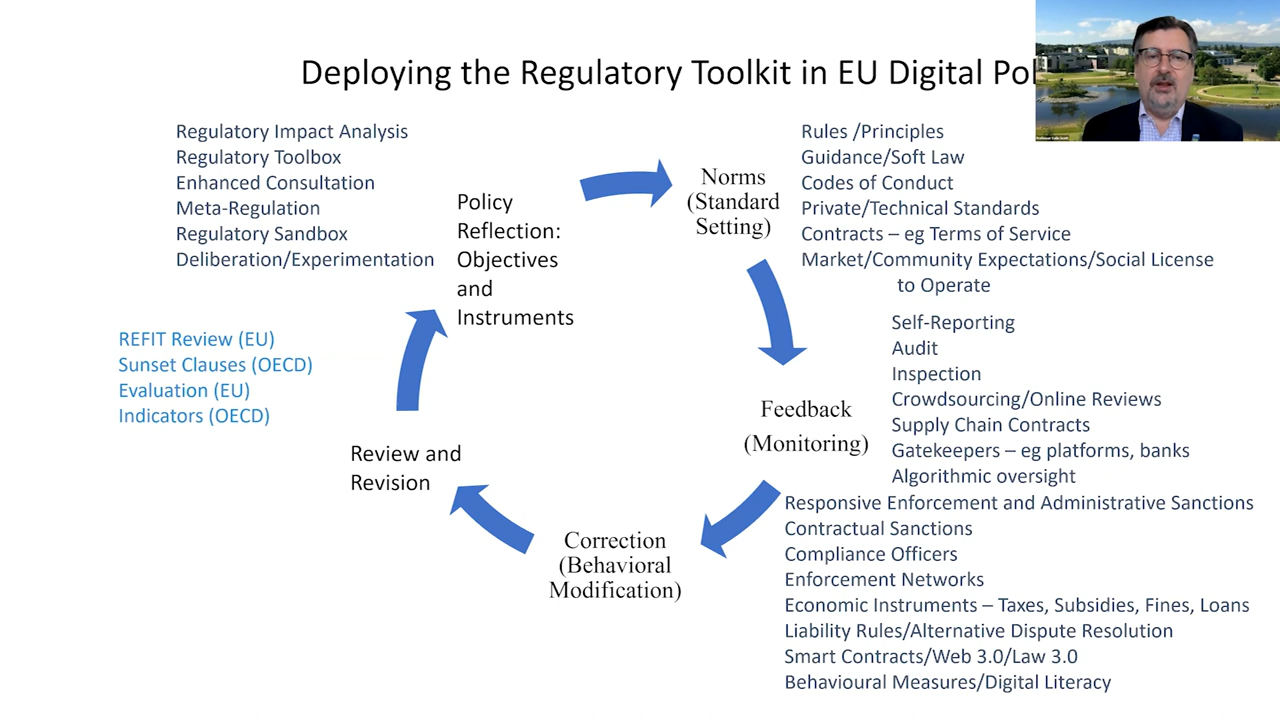 Deploying the Regulatory Toolkit in EU Digital
Regulatory Impact Analysis
Regulatory Toolbox
Enhanced Consultation
Meta-Regulation
Regulatory Sandbox
Deliberation/Experimentation
Policy
Reflection:
Objectives
and
Instruments
Norms
(Standard
Setting)
Rules /Principles
Guidance/Soft Law
Codes of Conduct
Private/Technical Standards
Contracts – eg Terms of Service
Market/Community Expectations/Social License
to Operate
REFIT Review (EU)
Sunset Clauses (OECD)
Evaluation (EU)
Indicators (OECD)
Self-Reporting
Audit
Inspection
Crowdsourcing/Online Reviews
Supply Chain Contracts
Gatekeepers – eg platforms, banks
Algorithmic oversight
Feedback
(Monitoring)
Review and
Revision
Correction
(Behavioral
Modification)
Responsive Enforcement and Administrative Sanctions
Contractual Sanctions
Compliance Officers
Enforcement Networks
Economic Instruments – Taxes, Subsidies, Fines, Loans
Liability Rules/Alternative Dispute Resolution
Smart Contracts/Web 3.0/Law 3.0
Behavioural Measures/Digital Literacy